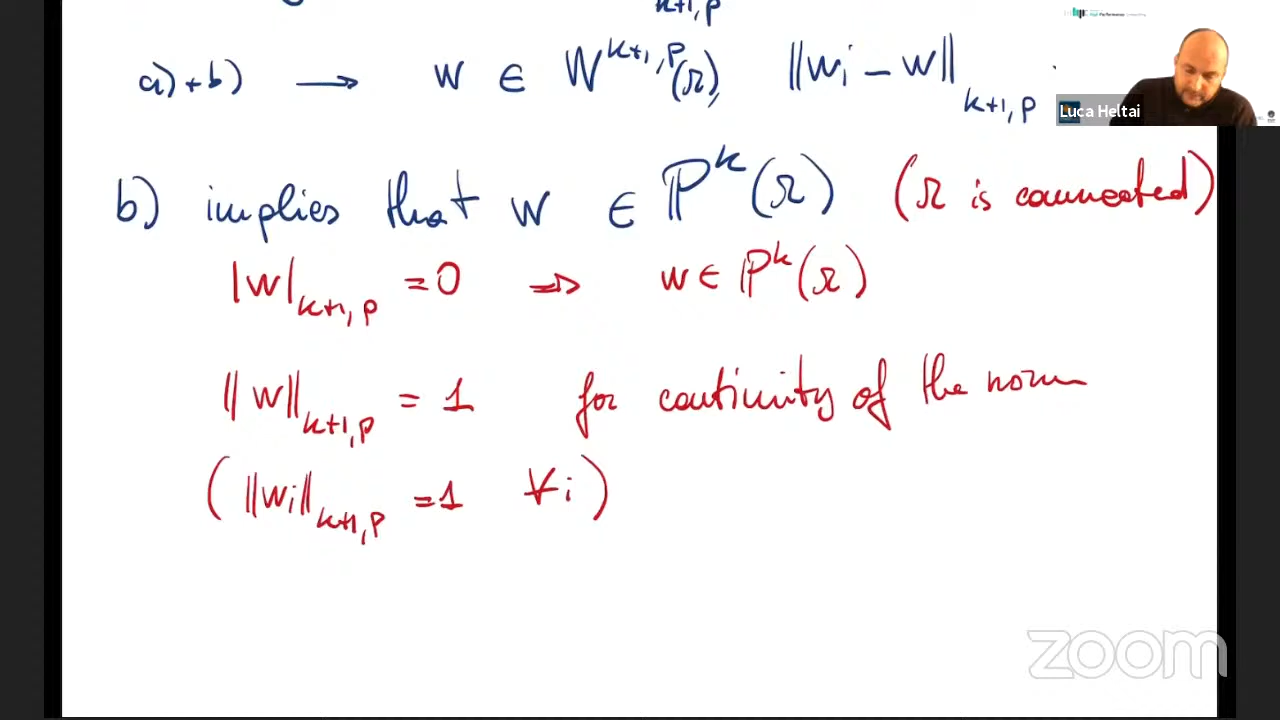 k+1,p
a)+b) → w ∈ W^{k+1,p}(Ω), ‖w_i − w‖_{k+1,p}
Luca Heltai
b) implies that w ∈ ℙ^k(Ω) (Ω is connected)
|w|_{k+1,p} = 0 ⇒ w ∈ ℙ^k(Ω)
‖w‖_{k+1,p} = 1 for continuity of the norm
(‖w_i‖_{k+1,p} = 1 ∀i)
zoom